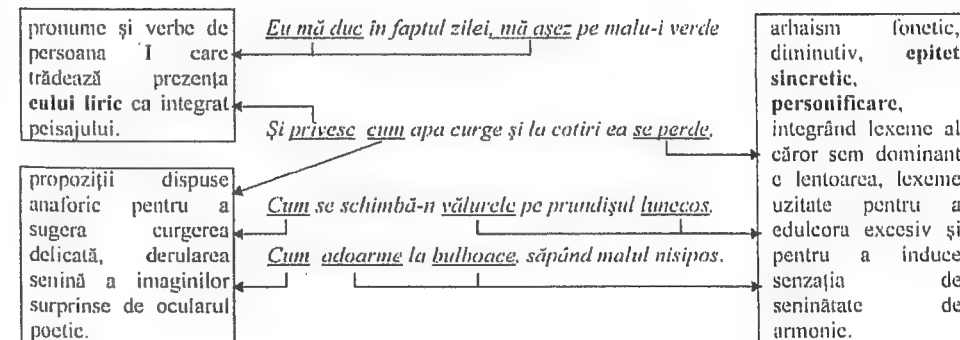 pronume și verbe de
persoana I care
trădează prezența
eului liric ca integrat
peisajului.
propoziții dispuse
anaforic pentru a
sugera curgerea
delicată, derularea
senină a imaginilor
surprinse de ocularul
poetic.
Eu mă duc în faptul zilei, mă așez pe malu-i verde
Și privesc cum apa curge și la cotiri ea se perde,
Cum se schimbă-n vălurele pe prundișul lunecos,
Cum adoarme la bulboace, săpând malul nisipos.
arhaism fonetic,
diminutiv, epitet
sincretic,
personificare,
integrând lexeme al
căror sem dominant
e lentoarea, lexeme
uzitate pentru a
edulcora excesiv și
pentru a induce
senzația de
seninătate de
armonie.